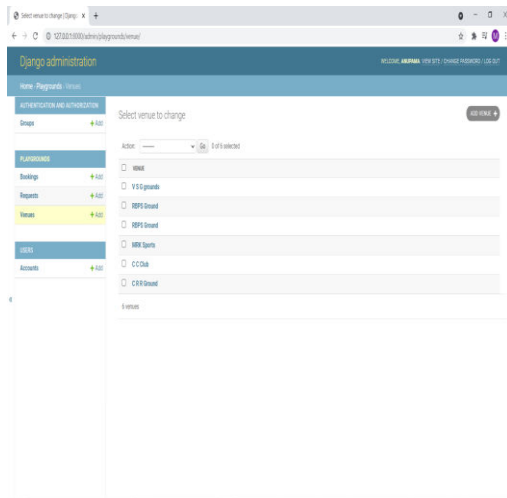 Select venue to change | Django x +
127.0.0.1:8000/admin/playgrounds/venue/
Django administration
WELCOME, ANUPAMA. VIEW SITE / CHANGE PASSWORD / LOG OUT
Home › Playgrounds › Venues
AUTHENTICATION AND AUTHORIZATION
Groups + Add
PLAYGROUNDS
Bookings + Add
Requests + Add
Venues + Add
USERS
Accounts + Add
«
Select venue to change
ADD VENUE +
Action: ------- Go 0 of 6 selected
VENUE
V S G grounds
RBPS Ground
RBPS Ground
MRK Sports
C C Club
C R R Ground
6 venues